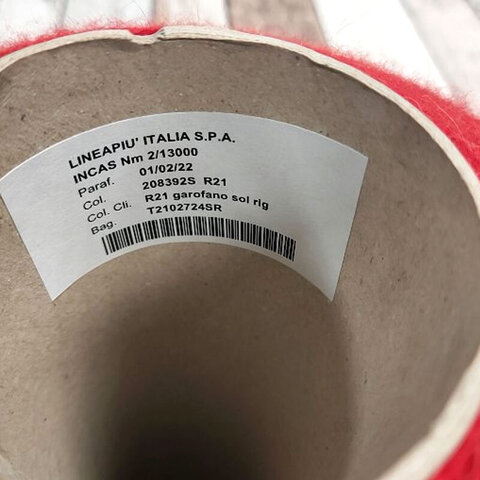 LINEAPIU' ITALIA S.P.A.
INCAS Nm 2/13000
Paraf. 01/02/22
Col. 208392S R21
Col. Cli. R21 garofano sol rig
Bag. T2102724SR